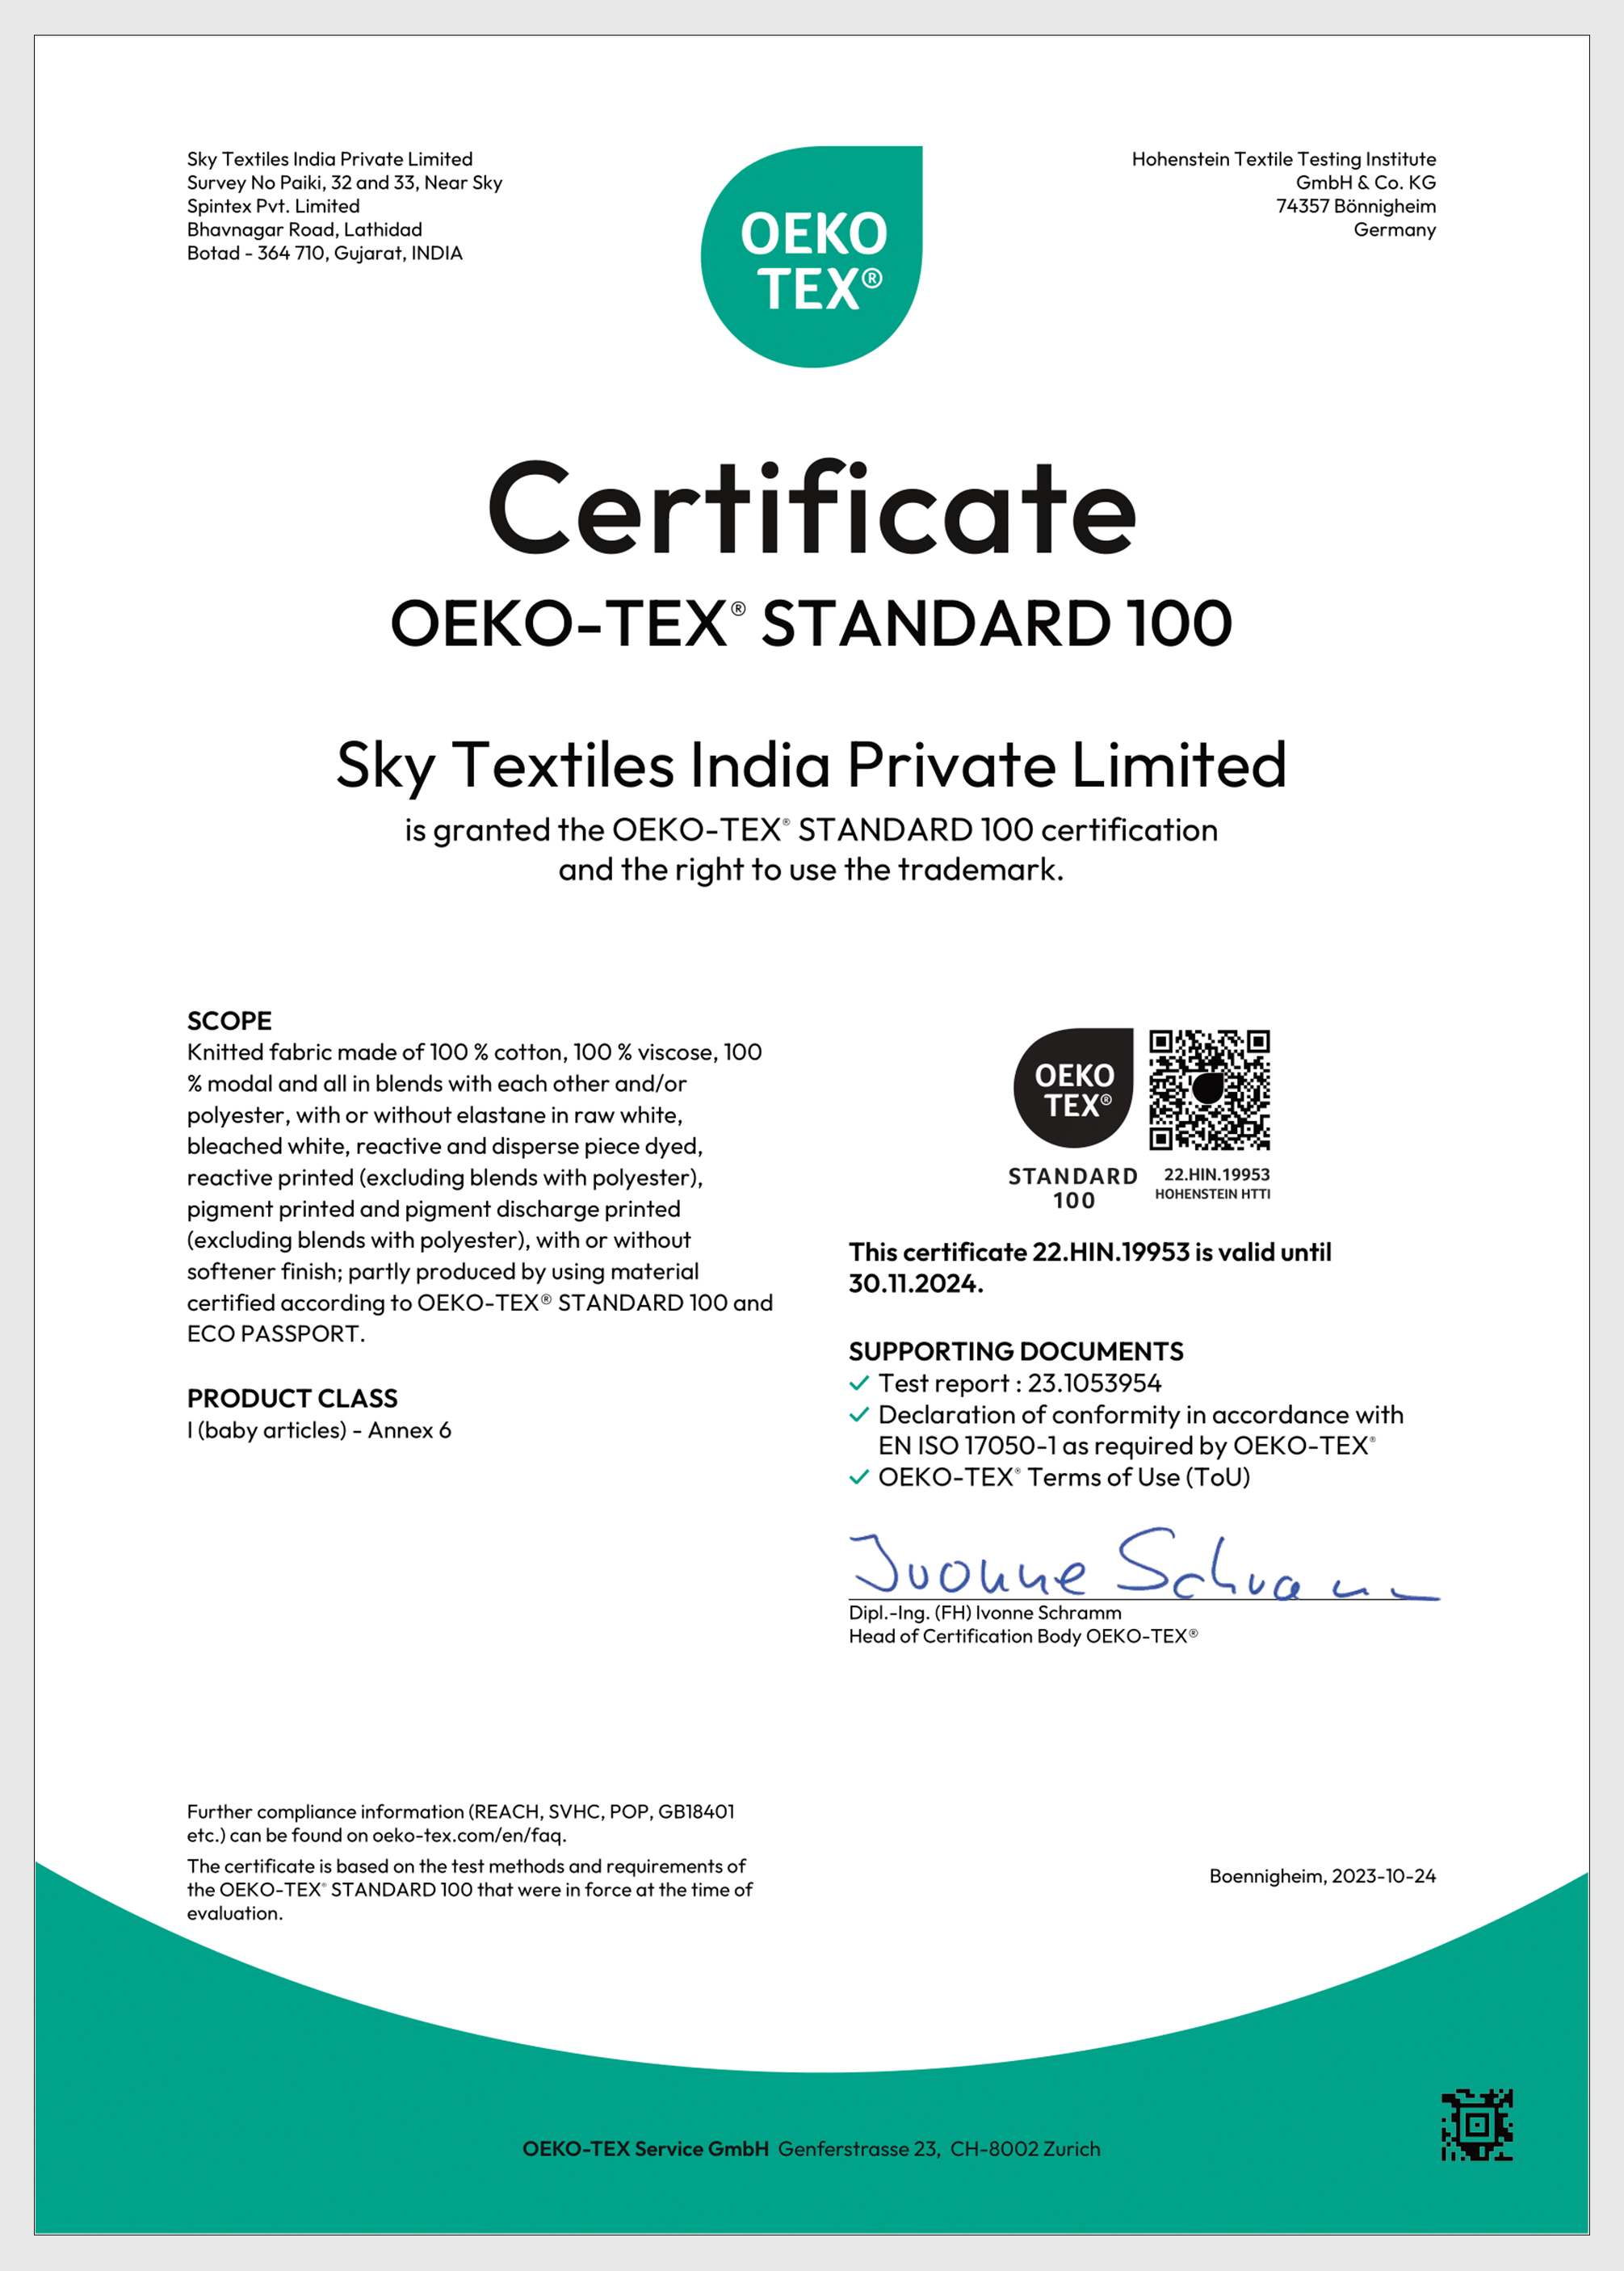 Sky Textiles India Private Limited
Survey No Paiki, 32 and 33, Near Sky
Spintex Pvt. Limited
Bhavnagar Road, Lathidad
Botad - 364 710, Gujarat, INDIA
OEKO
TEX®
Hohenstein Textile Testing Institute
GmbH & Co. KG
74357 Bönnigheim
Germany
Certificate
OEKO-TEX® STANDARD 100
Sky Textiles India Private Limited
is granted the OEKO-TEX® STANDARD 100 certification
and the right to use the trademark.
SCOPE
Knitted fabric made of 100 % cotton, 100 % viscose, 100
% modal and all in blends with each other and/or
polyester, with or without elastane in raw white,
bleached white, reactive and disperse piece dyed,
reactive printed (excluding blends with polyester),
pigment printed and pigment discharge printed
(excluding blends with polyester), with or without
softener finish; partly produced by using material
certified according to OEKO-TEX® STANDARD 100 and
ECO PASSPORT.
PRODUCT CLASS
I (baby articles) - Annex 6
OEKO
TEX®
STANDARD
100
22.HIN.19953
HOHENSTEIN HTTI
This certificate 22.HIN.19953 is valid until
30.11.2024.
SUPPORTING DOCUMENTS
✓ Test report : 23.1053954
✓ Declaration of conformity in accordance with
EN ISO 17050-1 as required by OEKO-TEX®
✓ OEKO-TEX® Terms of Use (ToU)
Ivonne Schramm
Dipl.-Ing. (FH) Ivonne Schramm
Head of Certification Body OEKO-TEX®
Further compliance information (REACH, SVHC, POP, GB18401
etc.) can be found on oeko-tex.com/en/faq.
The certificate is based on the test methods and requirements of
the OEKO-TEX® STANDARD 100 that were in force at the time of
evaluation.
Boennigheim, 2023-10-24
OEKO-TEX Service GmbH Genferstrasse 23, CH-8002 Zurich